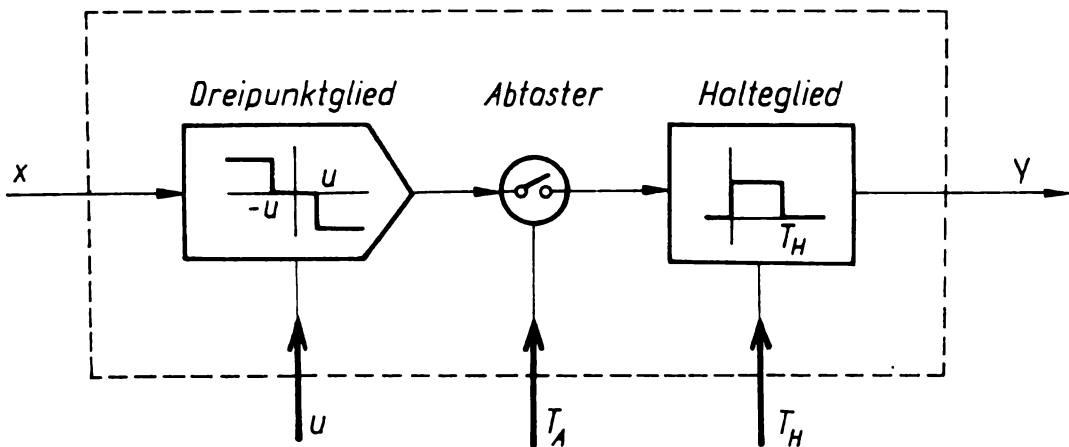 Dreipunktglied
Abtaster
Halteglied
x
u
-u
T_H
y
u
T_A
T_H